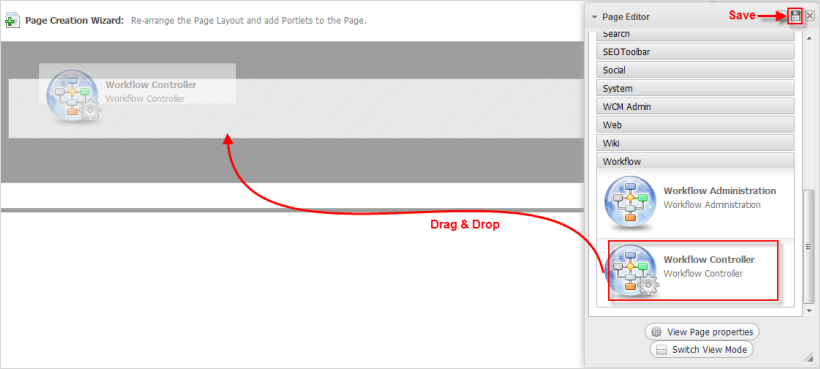 Page Creation Wizard: Re-arrange the Page Layout and add Portlets to the Page.
Workflow Controller
Workflow Controller
Drag & Drop
Save
Page Editor
Search
SEOToolbar
Social
System
WCM Admin
Web
Wiki
Workflow
Workflow Administration
Workflow Administration
Workflow Controller
Workflow Controller
View Page properties
Switch View Mode